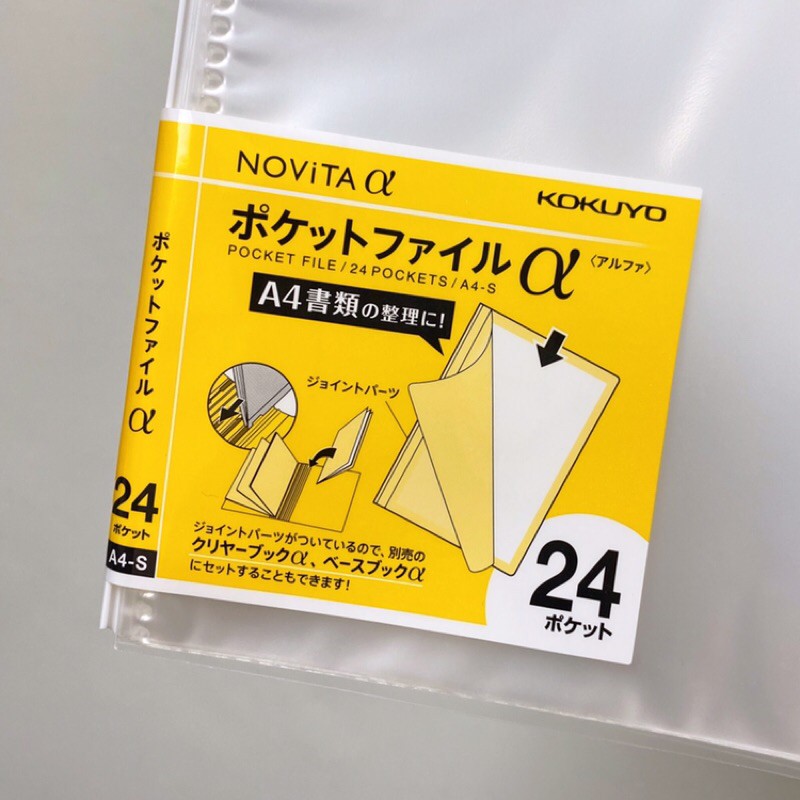 NOViTA α
KOKUYO
ポケットファイルα〈アルファ〉
POCKET FILE / 24 POCKETS / A4-S
A4書類の整理に!
ジョイントパーツ
ジョイントパーツがついているので、別売の
クリヤーブックα、ベースブックα
にセットすることもできます!
24
ポケット
ポケットファイルα
24
ポケット
A4-S